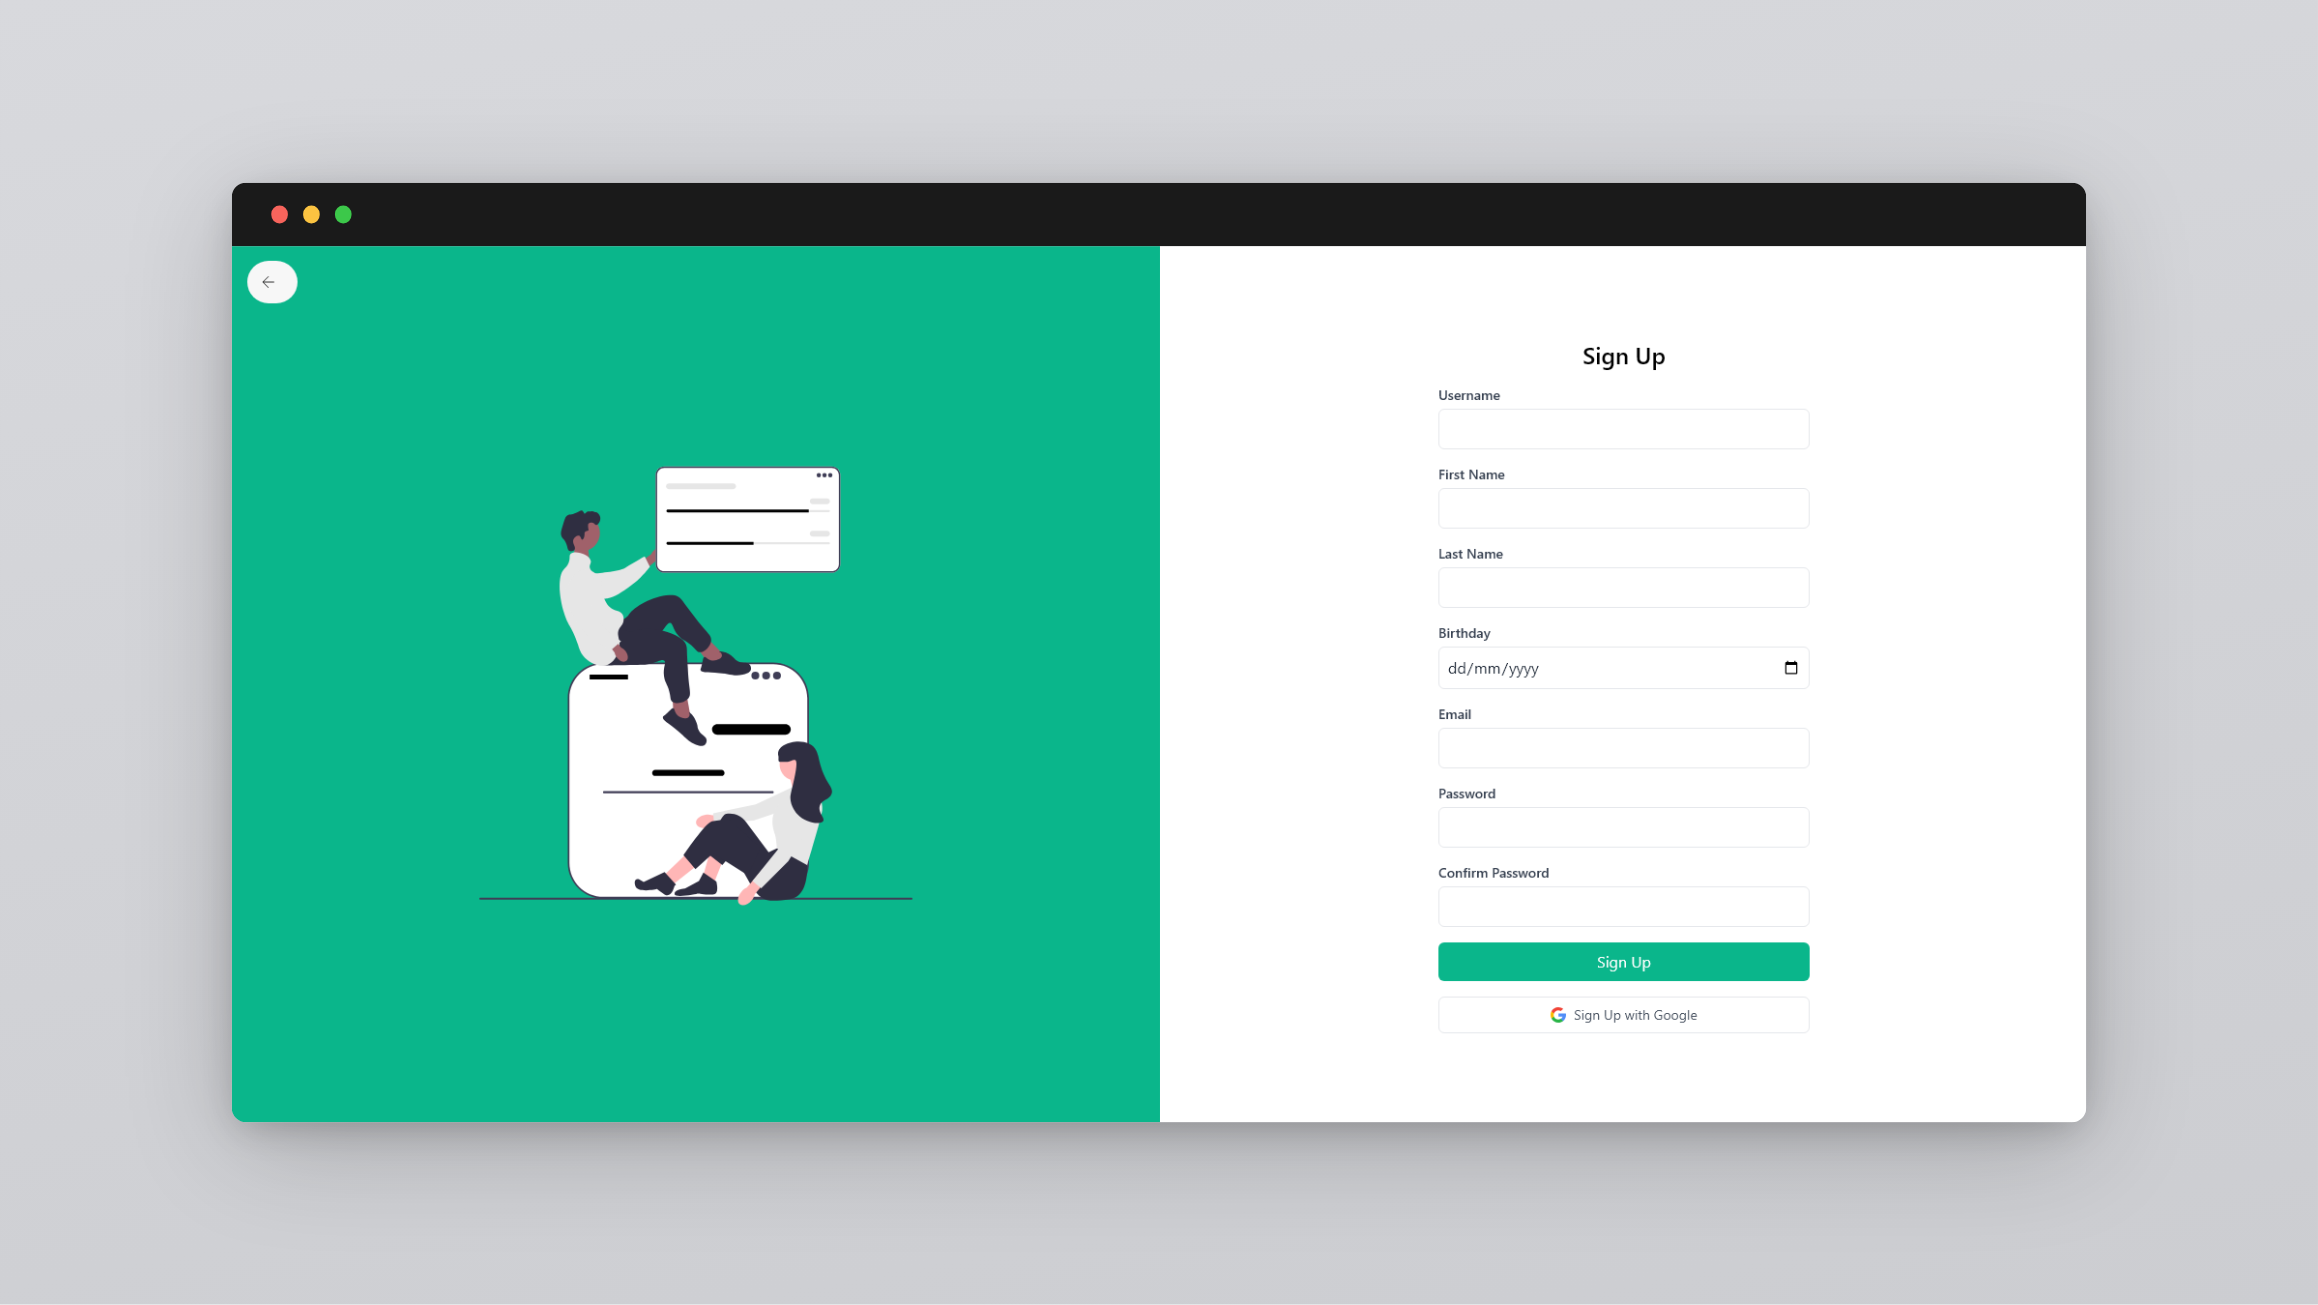 Sign Up
Username
First Name
Last Name
Birthday
dd/mm/yyyy
Email
Password
Confirm Password
Sign Up
Sign Up with Google